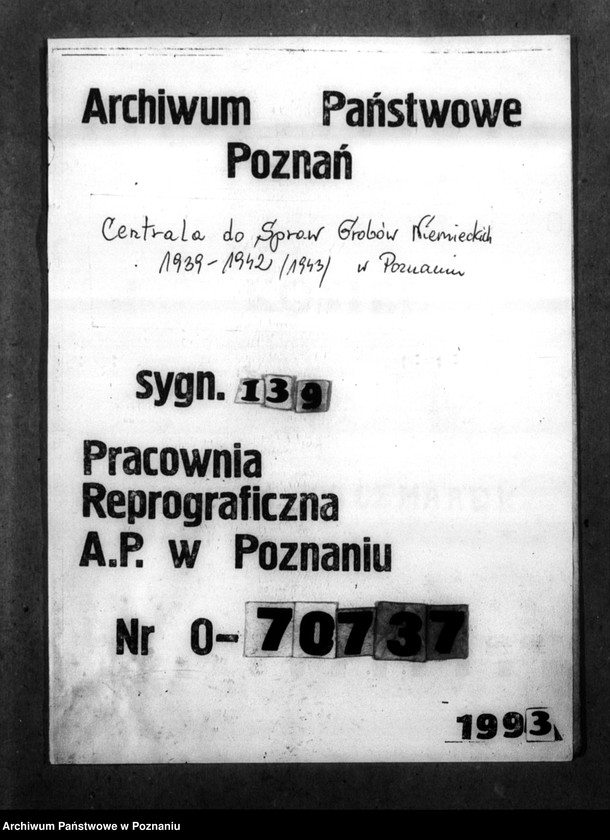 Archiwum Państwowe
Poznań
Centrala do Spraw Grobów Niemieckich
1939-1942 /1943/ w Poznaniu
sygn. 139
Pracownia
Reprograficzna
A.P. w Poznaniu
Nr 0-70737
1993
Archiwum Państwowe w Poznaniu